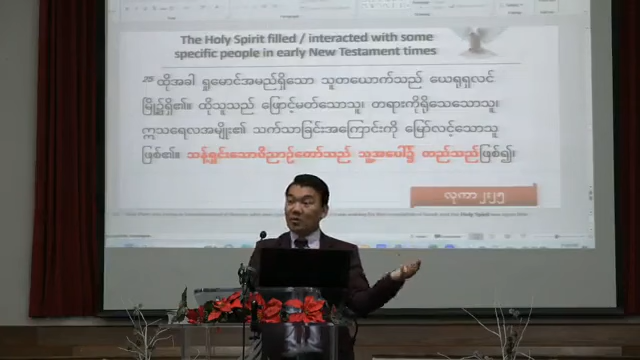 The Holy Spirit filled / interacted with some
specific people in early New Testament times
25 ထိုအခါ ရှုမောင်အမည်ရှိသော သူတယောက်သည် ယေရုရှလင်
မြို့၌ရှိ၏။ ထိုသူသည် ဖြောင့်မတ်သောသူ၊ တရားကိုရိုသေသောသူ၊
ဣသရေလအမျိုး၏ သက်သာခြင်းအကြောင်းကို မြော်လင့်သောသူ
ဖြစ်၏။ သန့်ရှင်းသောဝိညာဉ်တော်သည် သူ့အပေါ်၌ တည်သည်ဖြစ်၍၊
လုကာ ၂း၂၅